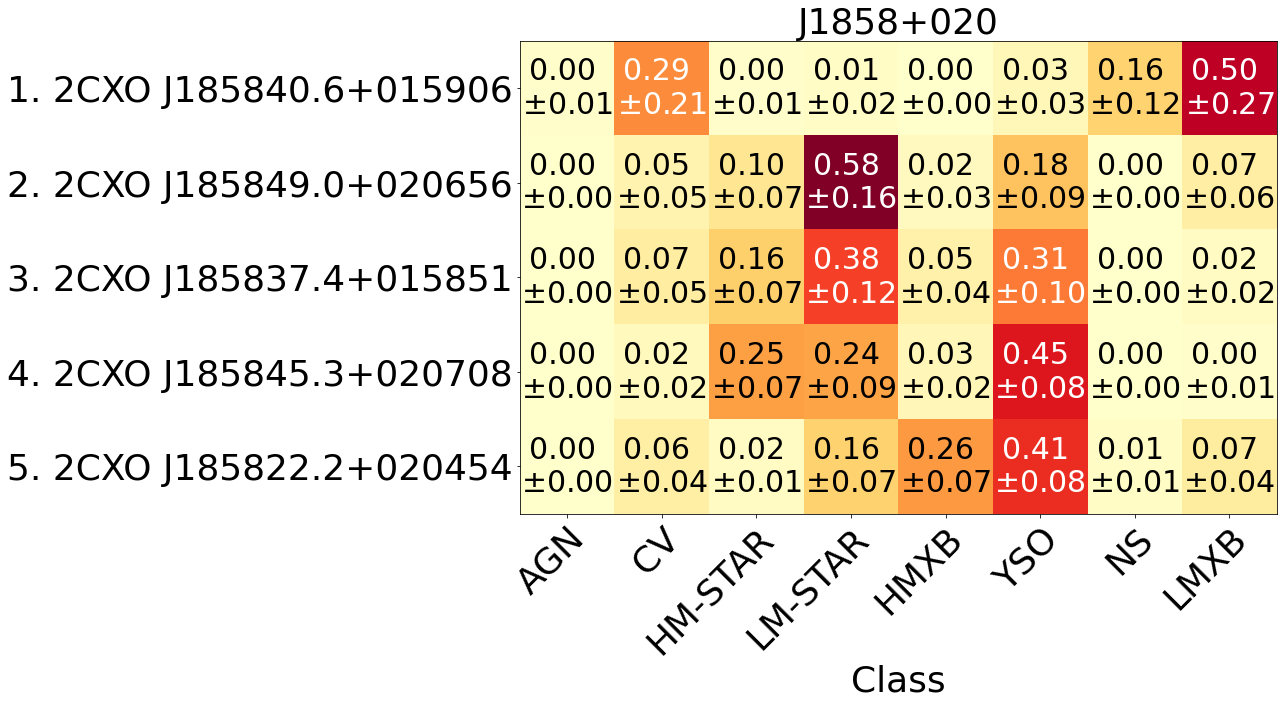 J1858+020
1. 2CXO J185840.6+015906
0.00 0.29 0.00 0.01 0.00 0.03 0.16 0.50
±0.01 ±0.21 ±0.01 ±0.02 ±0.00 ±0.03 ±0.12 ±0.27
2. 2CXO J185849.0+020656
0.00 0.05 0.10 0.58 0.02 0.18 0.00 0.07
±0.00 ±0.05 ±0.07 ±0.16 ±0.03 ±0.09 ±0.00 ±0.06
3. 2CXO J185837.4+015851
0.00 0.07 0.16 0.38 0.05 0.31 0.00 0.02
±0.00 ±0.05 ±0.07 ±0.12 ±0.04 ±0.10 ±0.00 ±0.02
4. 2CXO J185845.3+020708
0.00 0.02 0.25 0.24 0.03 0.45 0.00 0.00
±0.00 ±0.02 ±0.07 ±0.09 ±0.02 ±0.08 ±0.00 ±0.01
5. 2CXO J185822.2+020454
0.00 0.06 0.02 0.16 0.26 0.41 0.01 0.07
±0.00 ±0.04 ±0.01 ±0.07 ±0.07 ±0.08 ±0.01 ±0.04
AGN CV HM-STAR LM-STAR HMXB YSO NS LMXB
Class